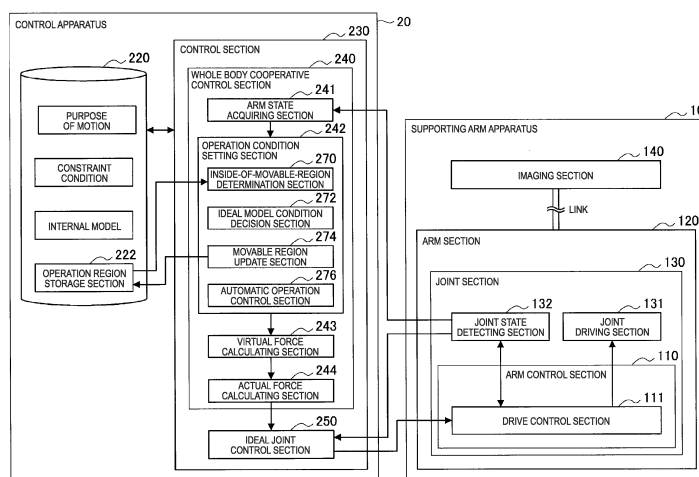 CONTROL APPARATUS
20
220
PURPOSE
OF MOTION
CONSTRAINT
CONDITION
INTERNAL MODEL
222
OPERATION REGION
STORAGE SECTION
230
CONTROL SECTION
240
WHOLE BODY COOPERATIVE
CONTROL SECTION
241
ARM STATE
ACQUIRING SECTION
242
OPERATION CONDITION
SETTING SECTION
270
INSIDE-OF-MOVABLE-REGION
DETERMINATION SECTION
272
IDEAL MODEL CONDITION
DECISION SECTION
274
MOVABLE REGION
UPDATE SECTION
276
AUTOMATIC OPERATION
CONTROL SECTION
243
VIRTUAL FORCE
CALCULATING SECTION
244
ACTUAL FORCE
CALCULATING SECTION
250
IDEAL JOINT
CONTROL SECTION
SUPPORTING ARM APPARATUS
140
IMAGING SECTION
LINK
120
ARM SECTION
130
JOINT SECTION
132
JOINT STATE
DETECTING SECTION
131
JOINT
DRIVING SECTION
110
ARM CONTROL SECTION
111
DRIVE CONTROL SECTION